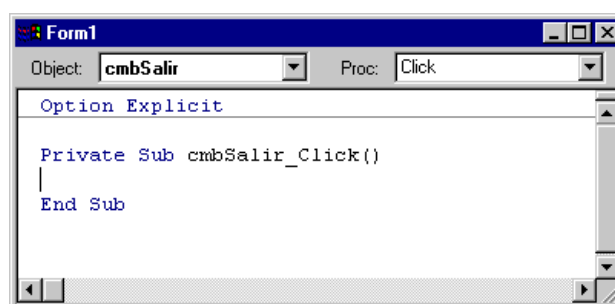 Form1
Object: cmbSalir Proc: Click
Option Explicit
Private Sub cmbSalir_Click()
End Sub